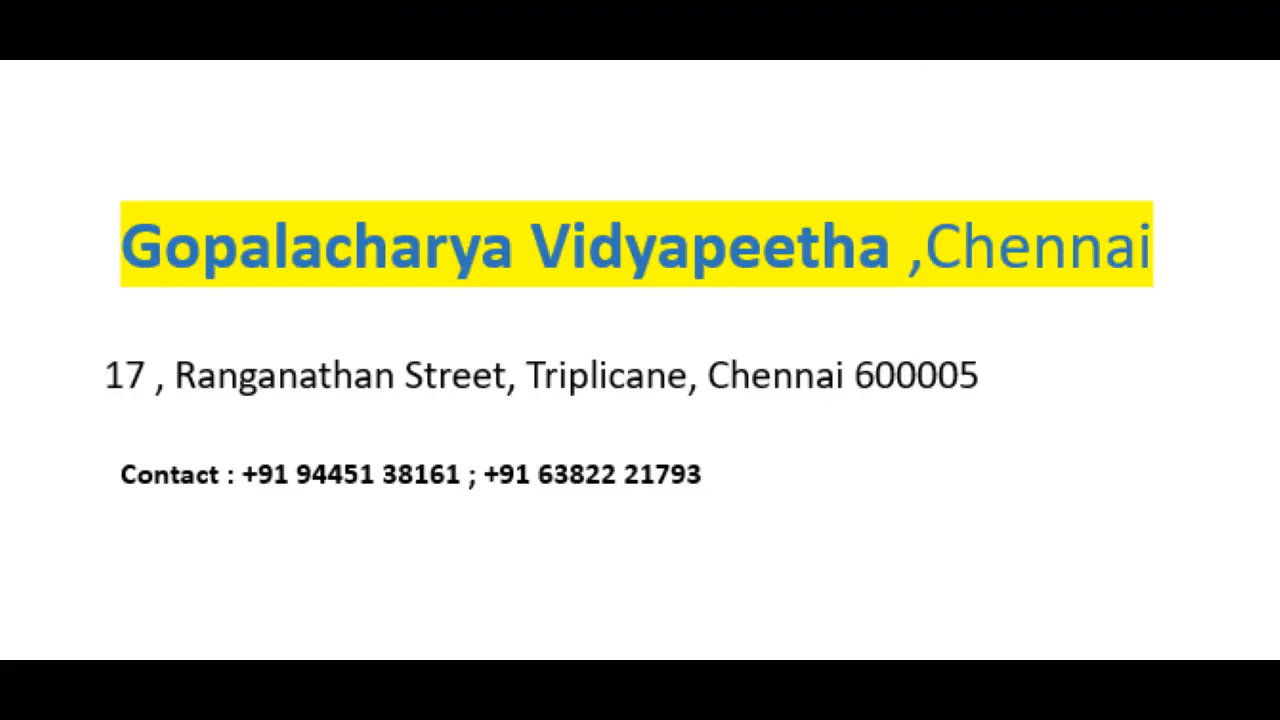 Gopalacharya Vidyapeetha ,Chennai
17 , Ranganathan Street, Triplicane, Chennai 600005
Contact : +91 94451 38161 ; +91 63822 21793